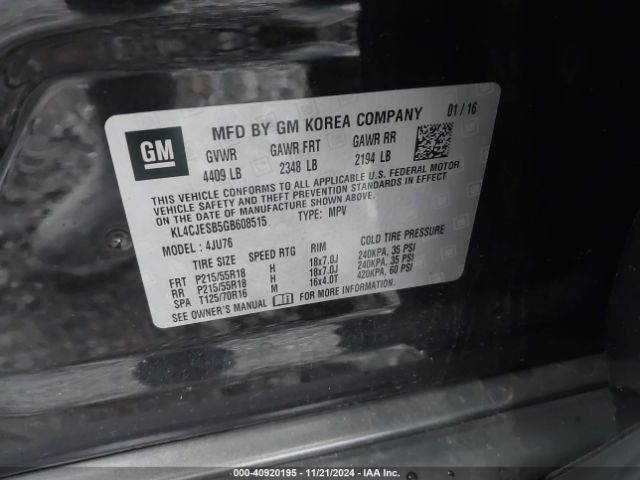 GM
MFD BY GM KOREA COMPANY
01 / 16
GVWR GAWR FRT GAWR RR
4409 LB 2348 LB 2194 LB
THIS VEHICLE CONFORMS TO ALL APPLICABLE U.S. FEDERAL MOTOR
VEHICLE SAFETY AND THEFT PREVENTION STANDARDS IN EFFECT
ON THE DATE OF MANUFACTURE SHOWN ABOVE.
KL4CJESB5GB608515 TYPE: MPV
MODEL: 4JU76
TIRE SIZE SPEED RTG RIM COLD TIRE PRESSURE
FRT P215/55R18 H 18x7.0J 240KPA, 35 PSI
RR P215/55R18 H 18x7.0J 240KPA, 35 PSI
SPA T125/70R16 M 16x4.0T 420KPA, 60 PSI
SEE OWNER'S MANUAL FOR MORE INFORMATION.
000-40920195 - 11/21/2024 - IAA Inc.